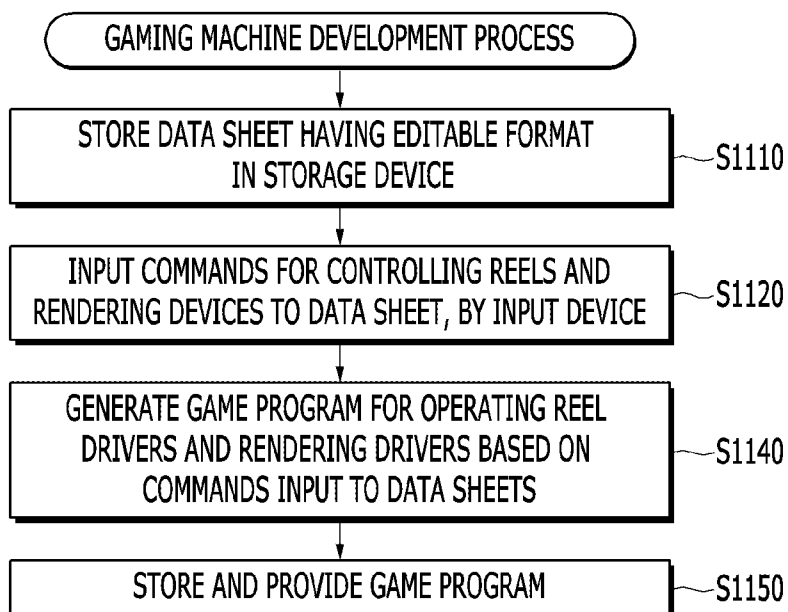 GAMING MACHINE DEVELOPMENT PROCESS
STORE DATA SHEET HAVING EDITABLE FORMAT
IN STORAGE DEVICE
S1110
INPUT COMMANDS FOR CONTROLLING REELS AND
RENDERING DEVICES TO DATA SHEET, BY INPUT DEVICE
S1120
GENERATE GAME PROGRAM FOR OPERATING REEL
DRIVERS AND RENDERING DRIVERS BASED ON
COMMANDS INPUT TO DATA SHEETS
S1140
STORE AND PROVIDE GAME PROGRAM
S1150